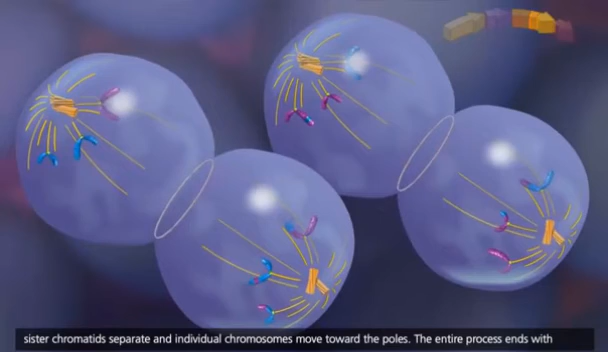 sister chromatids separate and individual chromosomes move toward the poles. The entire process ends with